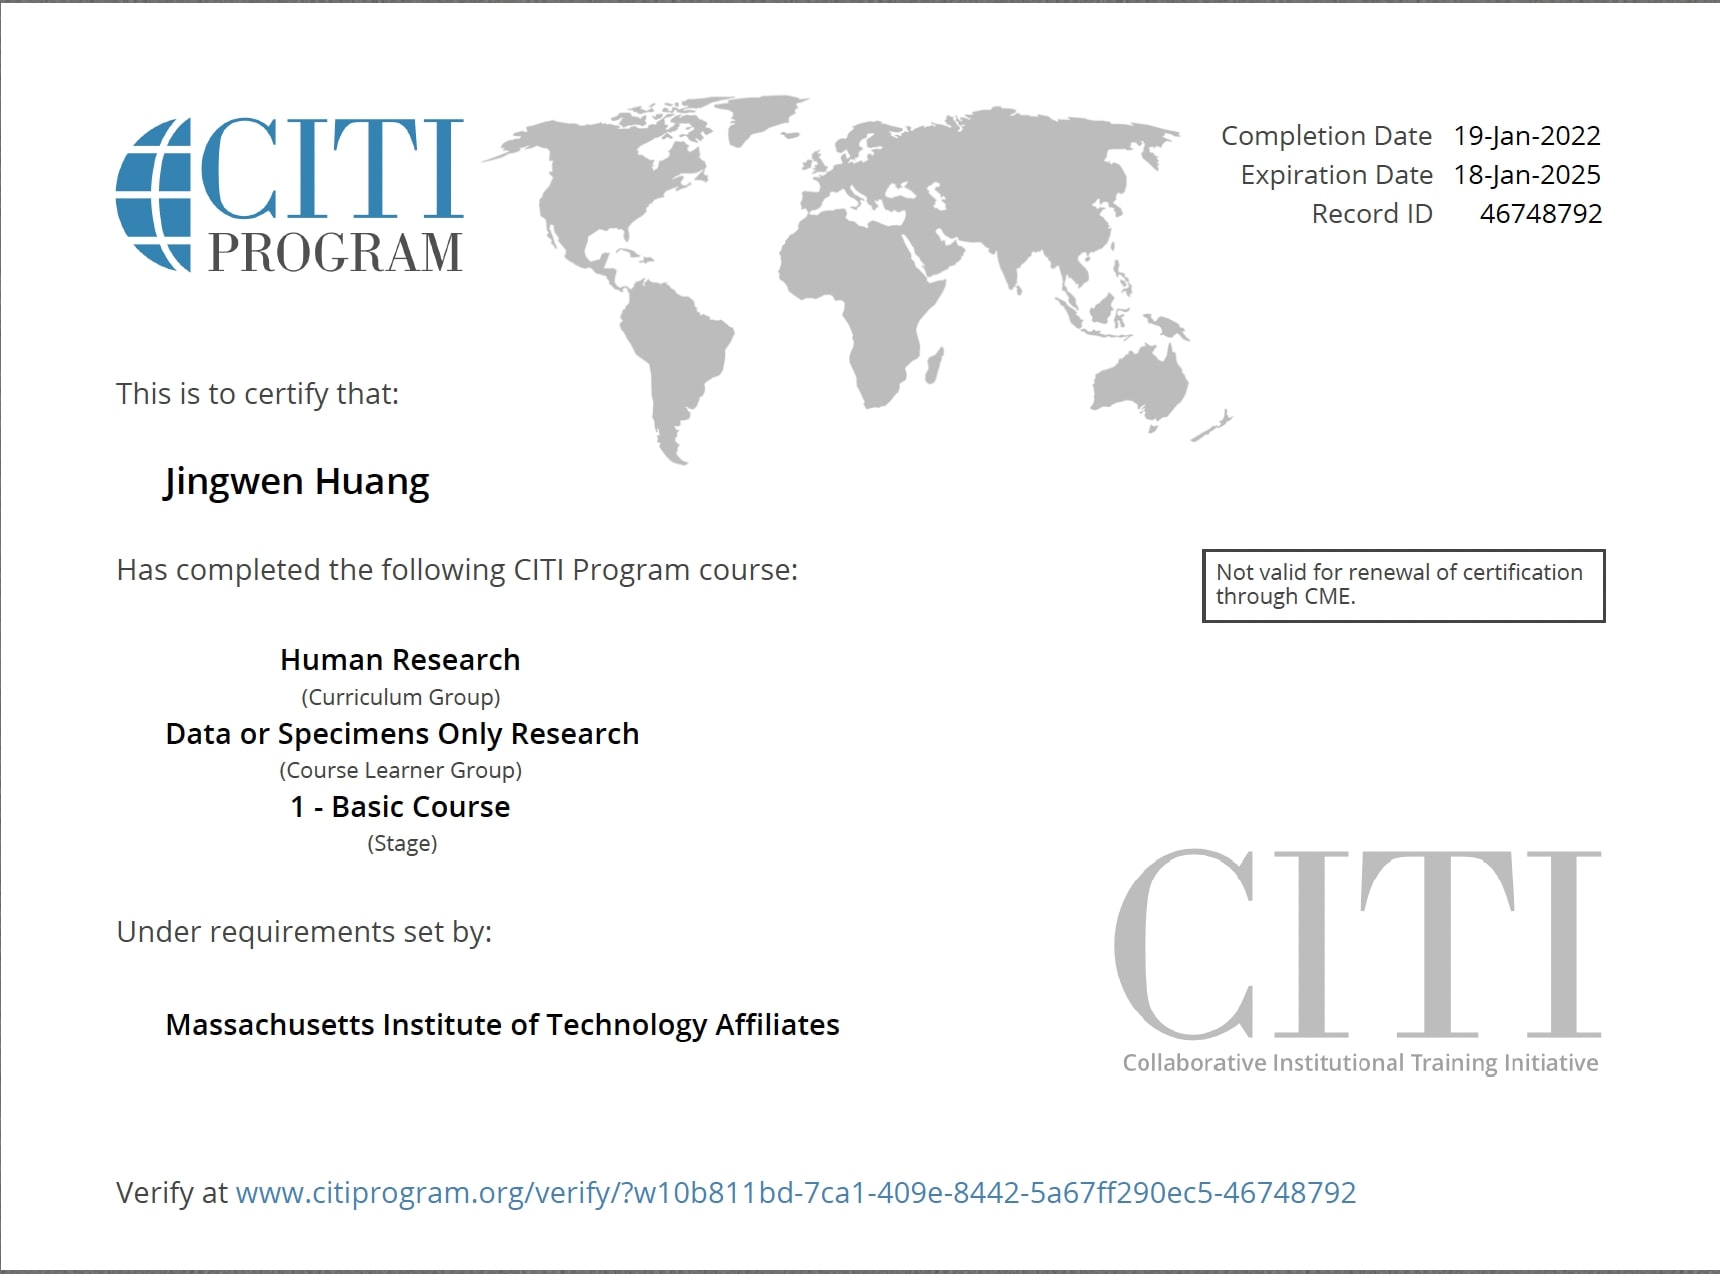 CITI
PROGRAM
Completion Date 19-Jan-2022
Expiration Date 18-Jan-2025
Record ID 46748792
This is to certify that:
Jingwen Huang
Has completed the following CITI Program course:
Not valid for renewal of certification
through CME.
Human Research
(Curriculum Group)
Data or Specimens Only Research
(Course Learner Group)
1 - Basic Course
(Stage)
Under requirements set by:
Massachusetts Institute of Technology Affiliates
CITI
Collaborative Institutional Training Initiative
Verify at www.citiprogram.org/verify/?w10b811bd-7ca1-409e-8442-5a67ff290ec5-46748792